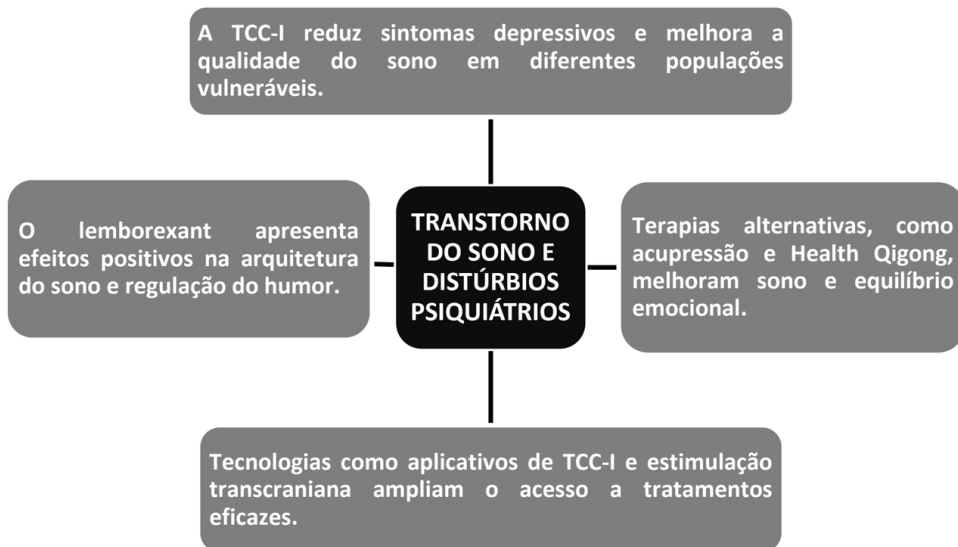 A TCC-I reduz sintomas depressivos e melhora a
qualidade do sono em diferentes populações
vulneráveis.
O lemborexant apresenta
efeitos positivos na arquitetura
do sono e regulação do humor.
TRANSTORNO
DO SONO E
DISTÚRBIOS
PSIQUIÁTRIOS
Terapias alternativas, como
acupressão e Health Qigong,
melhoram sono e equilíbrio
emocional.
Tecnologias como aplicativos de TCC-I e estimulação
transcraniana ampliam o acesso a tratamentos
eficazes.